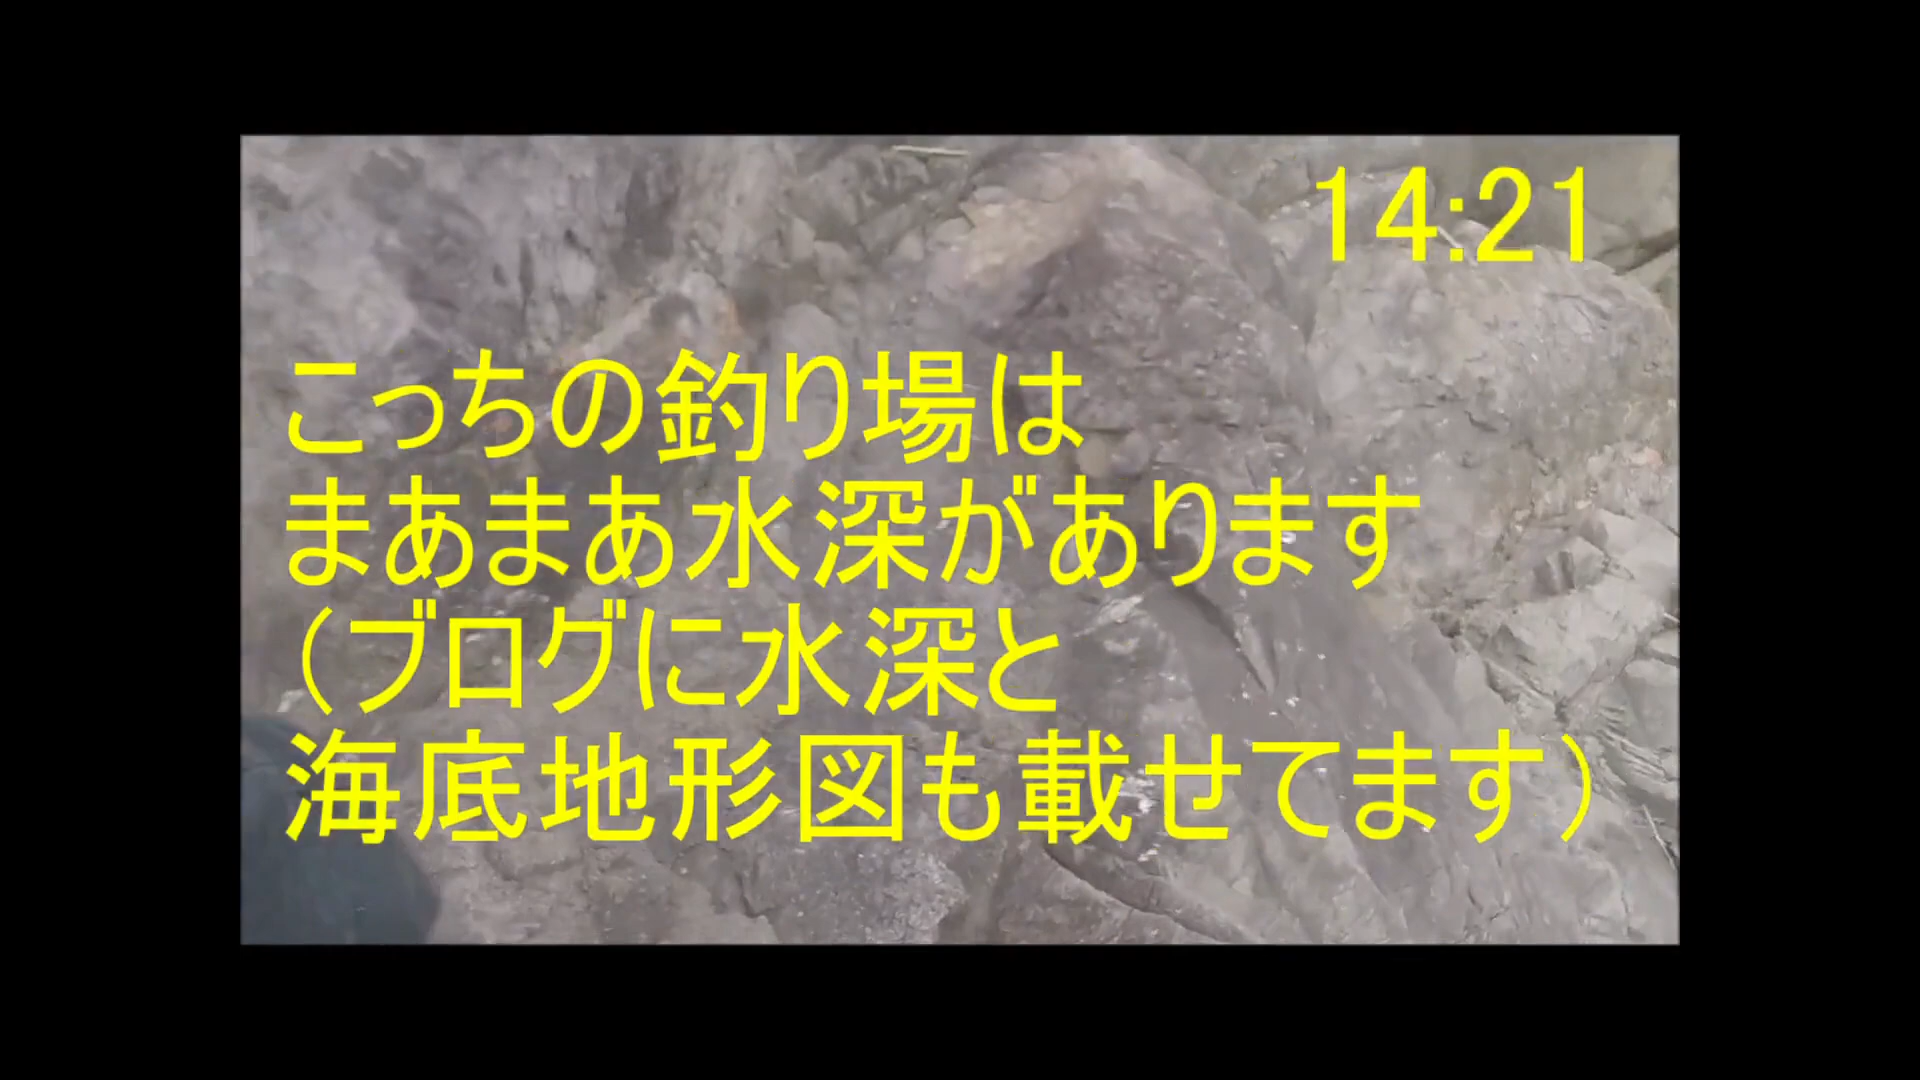 14:21
こっちの釣り場は
まあまあ水深があります
（ブログに水深と
海底地形図も載せてます）